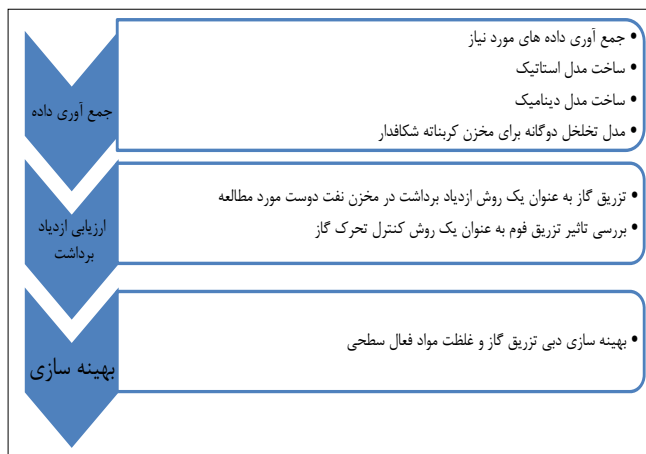 جمع آوری داده
• جمع آوری داده های مورد نیاز
• ساخت مدل استاتیک
• ساخت مدل دینامیک
• مدل تخلخل دوگانه برای مخزن کربناته شکافدار
ارزیابی ازدیاد
برداشت
• تزریق گاز به عنوان یک روش ازدیاد برداشت در مخزن نفت دوست مورد مطالعه
• بررسی تاثیر تزریق فوم به عنوان یک روش کنترل تحرک گاز
بهینه سازی
• بهینه سازی دبی تزریق گاز و غلظت مواد فعال سطحی